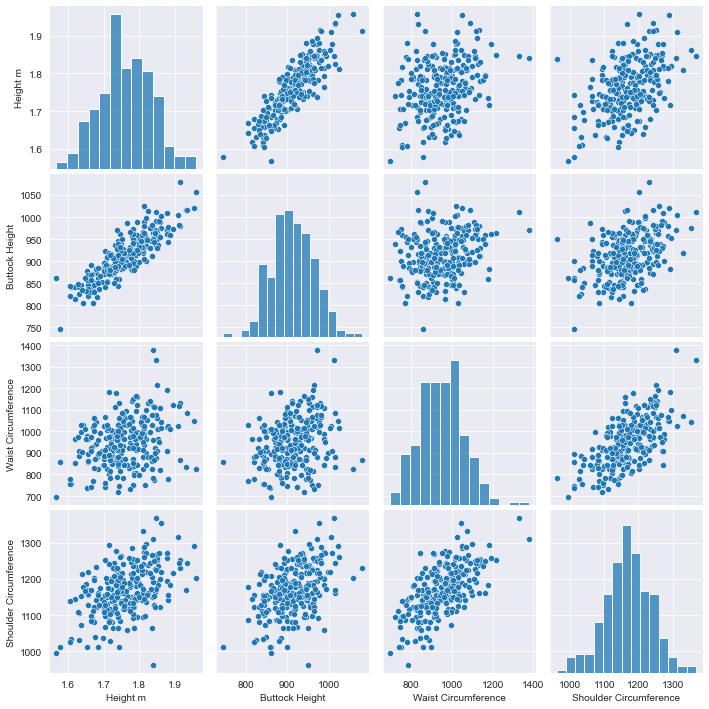 1.9
1.8
1.7
1.6
Height m
1050
1000
950
900
850
800
750
Buttock Height
1400
1300
1200
1100
1000
900
800
700
Waist Circumference
1300
1200
1100
1000
Shoulder Circumference
1.6 1.7 1.8 1.9
800 900 1000
800 1000 1200 1400
1000 1100 1200 1300
Height m
Buttock Height
Waist Circumference
Shoulder Circumference